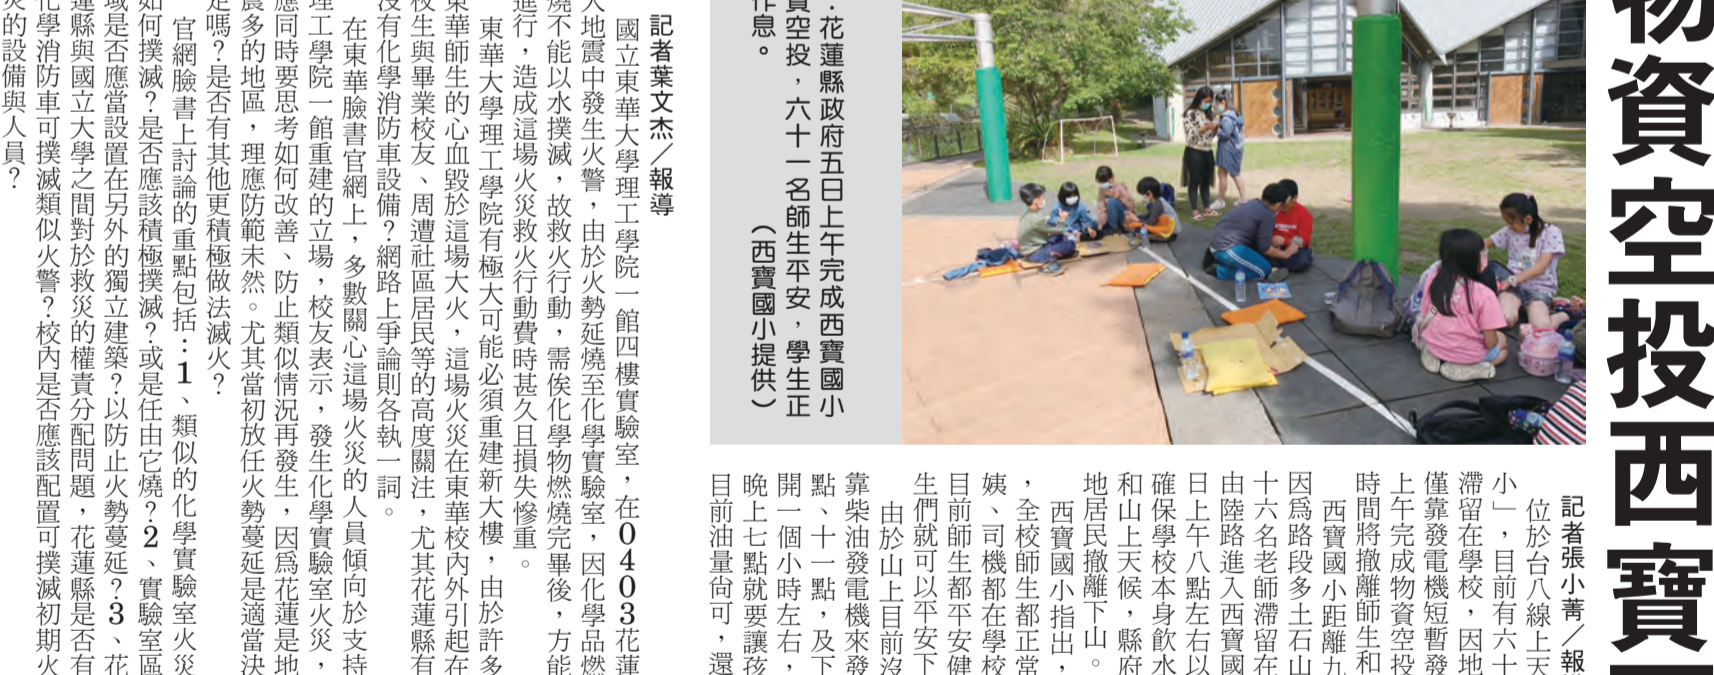 物資空投西寶
：花蓮縣政府五日上午完成西寶國小
資空投，六十一名師生平安，學生正
作息。　（西寶國小提供）
記者張小菁／報
位於台八線上天
小」，目前有六十
滯留在學校，因地
僅靠發電機短暫發
上午完成物資空投
時間將撤離師生和
西寶國小距離九
因為路段多土石山
十六名老師滯留在
由陸路進入西寶國
日上午八點左右以
確保學校本身飲水
和山上天候，縣府
地居民撤離下山。
西寶國小指出，
，全校師生都正常
姨、司機都在學校
目前師生都平安健
生們就可以平安下
由於山上目前沒
靠柴油發電機來發
點、十一點，及下
開一個小時左右，
晚上七點就要讓孩
目前油量尚可，還
記者葉文杰／報導
國立東華大學理工學院一館四樓實驗室，在0403花蓮
大地震中發生火警，由於火勢延燒至化學實驗室，因化學品燃
燒不能以水撲滅，故救火行動，需俟化學物燃燒完畢後，方能
進行，造成這場火災救火行動費時甚久且損失慘重。
東華大學理工學院有極大可能必須重建新大樓，由於許多
東華師生的心血毀於這場大火，這場火災在東華校內外引起在
校生與畢業校友、周遭社區居民等的高度關注，尤其花蓮縣有
沒有化學消防車設備？網路上爭論則各執一詞。
在東華臉書官網上，多數關心這場火災的人員傾向於支持
理工學院一館重建的立場，校友表示，發生化學實驗室火災，
應同時要思考如何改善、防止類似情況再發生，因為花蓮是地
震多的地區，理應防範未然。尤其當初放任火勢蔓延是適當決
定嗎？是否有其他更積極做法滅火？
官網臉書上討論的重點包括：1、類似的化學實驗室火災
如何撲滅？是否應該積極撲滅？或是任由它燒？2、實驗室區
域是否應當設置在另外的獨立建築？以防止火勢蔓延？3、花
蓮縣與國立大學之間對於救災的權責分配問題，花蓮縣是否有
化學消防車可撲滅類似火警？校內是否應該配置可撲滅初期火
災的設備與人員？